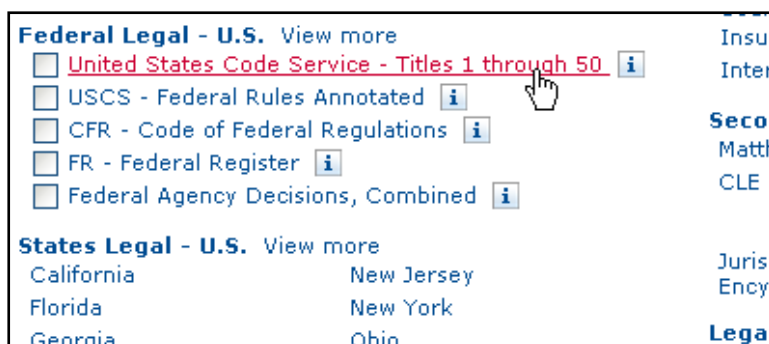 Federal Legal - U.S. View more
United States Code Service - Titles 1 through 50 i
USCS - Federal Rules Annotated i
CFR - Code of Federal Regulations i
FR - Federal Register i
Federal Agency Decisions, Combined i
States Legal - U.S. View more
California New Jersey
Florida New York
Georgia Ohio
Insu
Inter
Seco
Matth
CLE
Juris
Ency
Lega